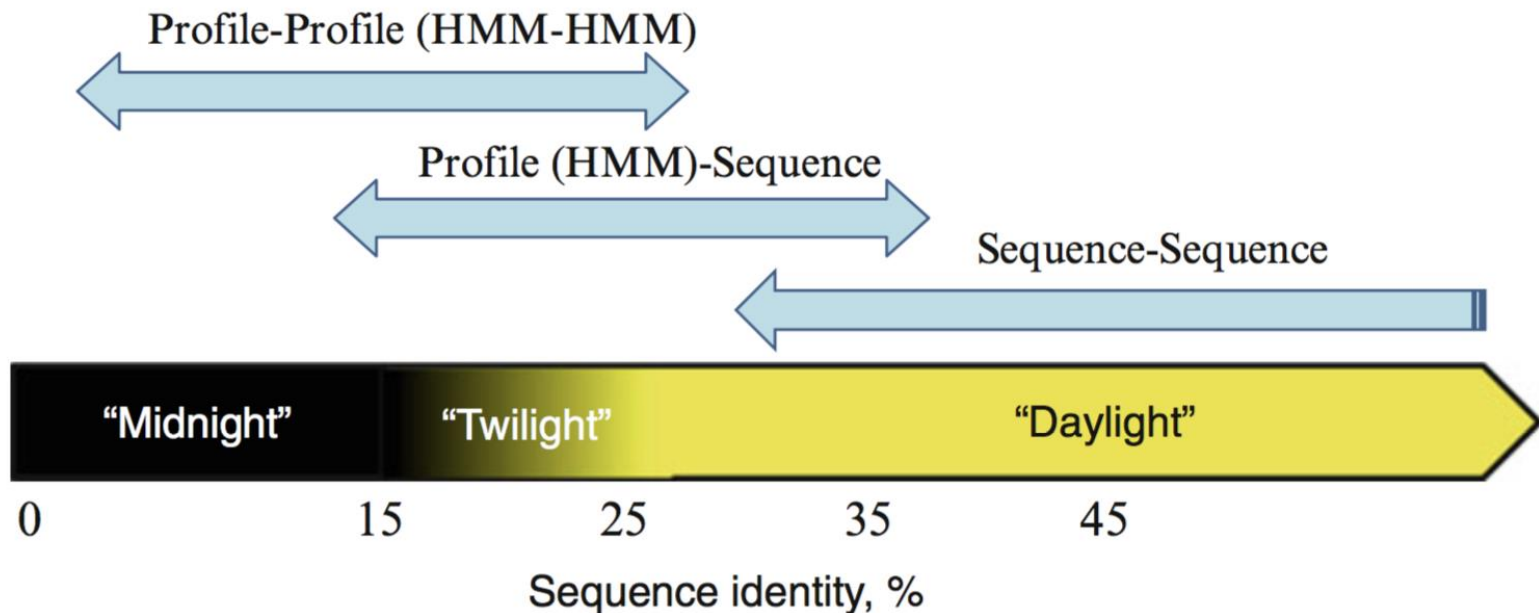 Profile-Profile (HMM-HMM)
Profile (HMM)-Sequence
Sequence-Sequence
“Midnight” “Twilight” “Daylight”
0 15 25 35 45
Sequence identity, %